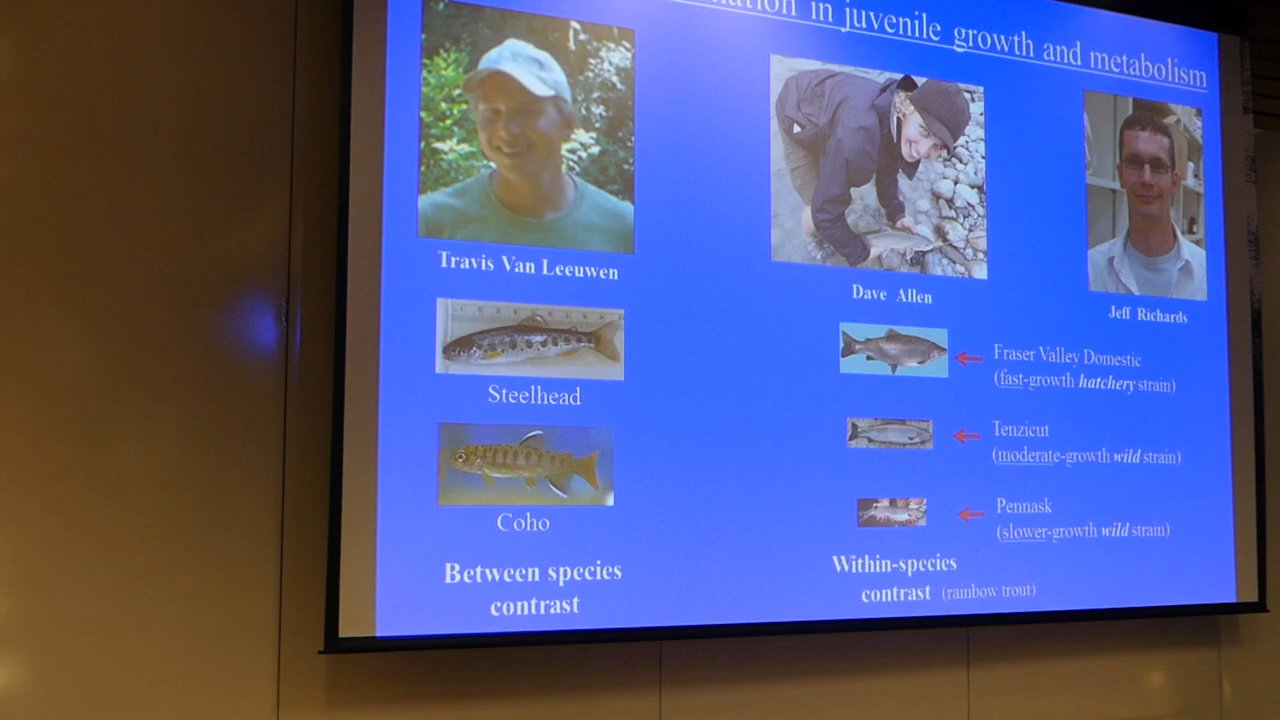 in juvenile growth and metabolism
Travis Van Leeuwen
Dave Allen
Jeff Richards
Steelhead
Coho
Between species
contrast
Fraser Valley Domestic
(fast-growth hatchery strain)
Tenzicut
(moderate-growth wild strain)
Pennask
(slower-growth wild strain)
Within-species
contrast (rainbow trout)